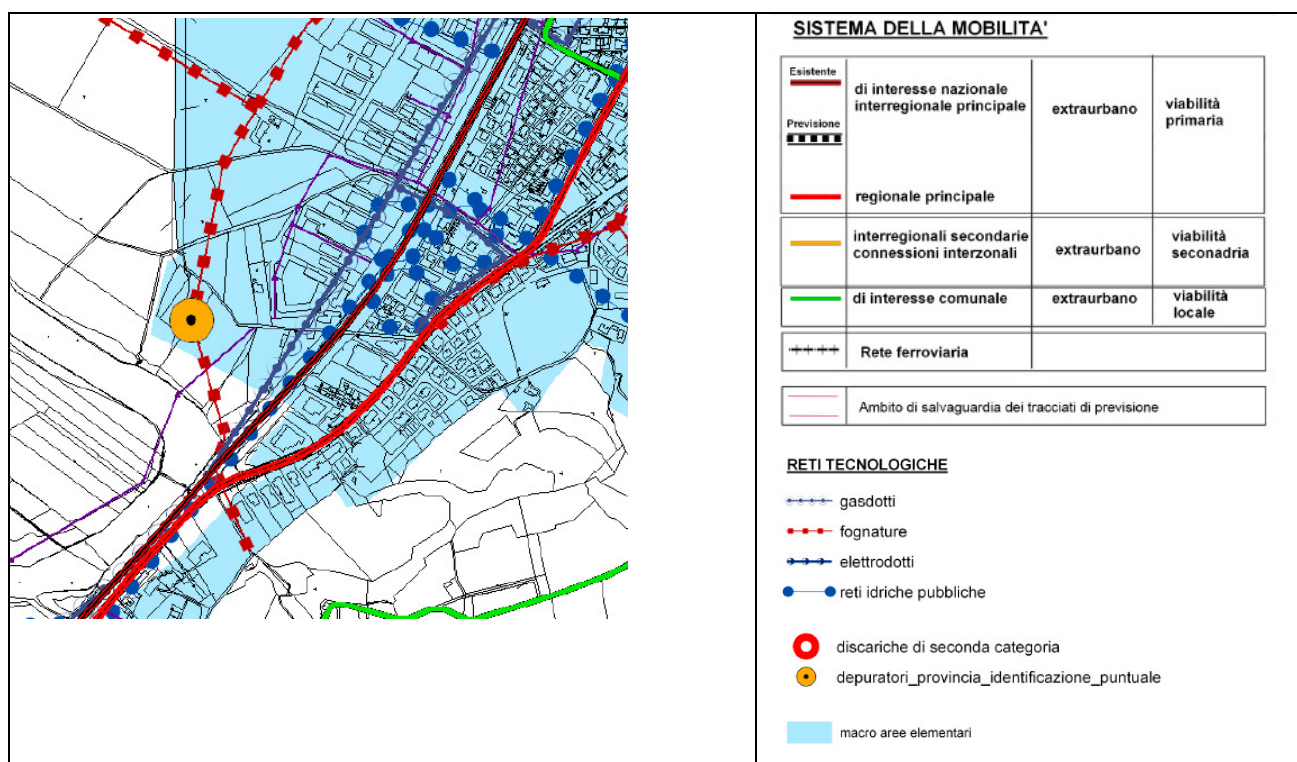 SISTEMA DELLA MOBILITA'
Esistente
di interesse nazionale
interregionale principale
extraurbano
viabilità
primaria
Previsione
regionale principale
interregionali secondarie
connessioni interzonali
extraurbano
viabilità
seconadria
di interesse comunale
extraurbano
viabilità
locale
Rete ferroviaria
Ambito di salvaguardia dei tracciati di previsione
RETI TECNOLOGICHE
gasdotti
fognature
elettrodotti
reti idriche pubbliche
discariche di seconda categoria
depuratori_provincia_identificazione_puntuale
macro aree elementari